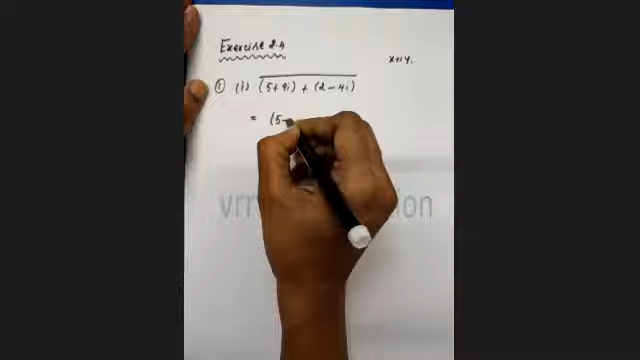 Exercise 2.4
x+iy.
① (i) (5+9i) + (2-4i)
= (5-